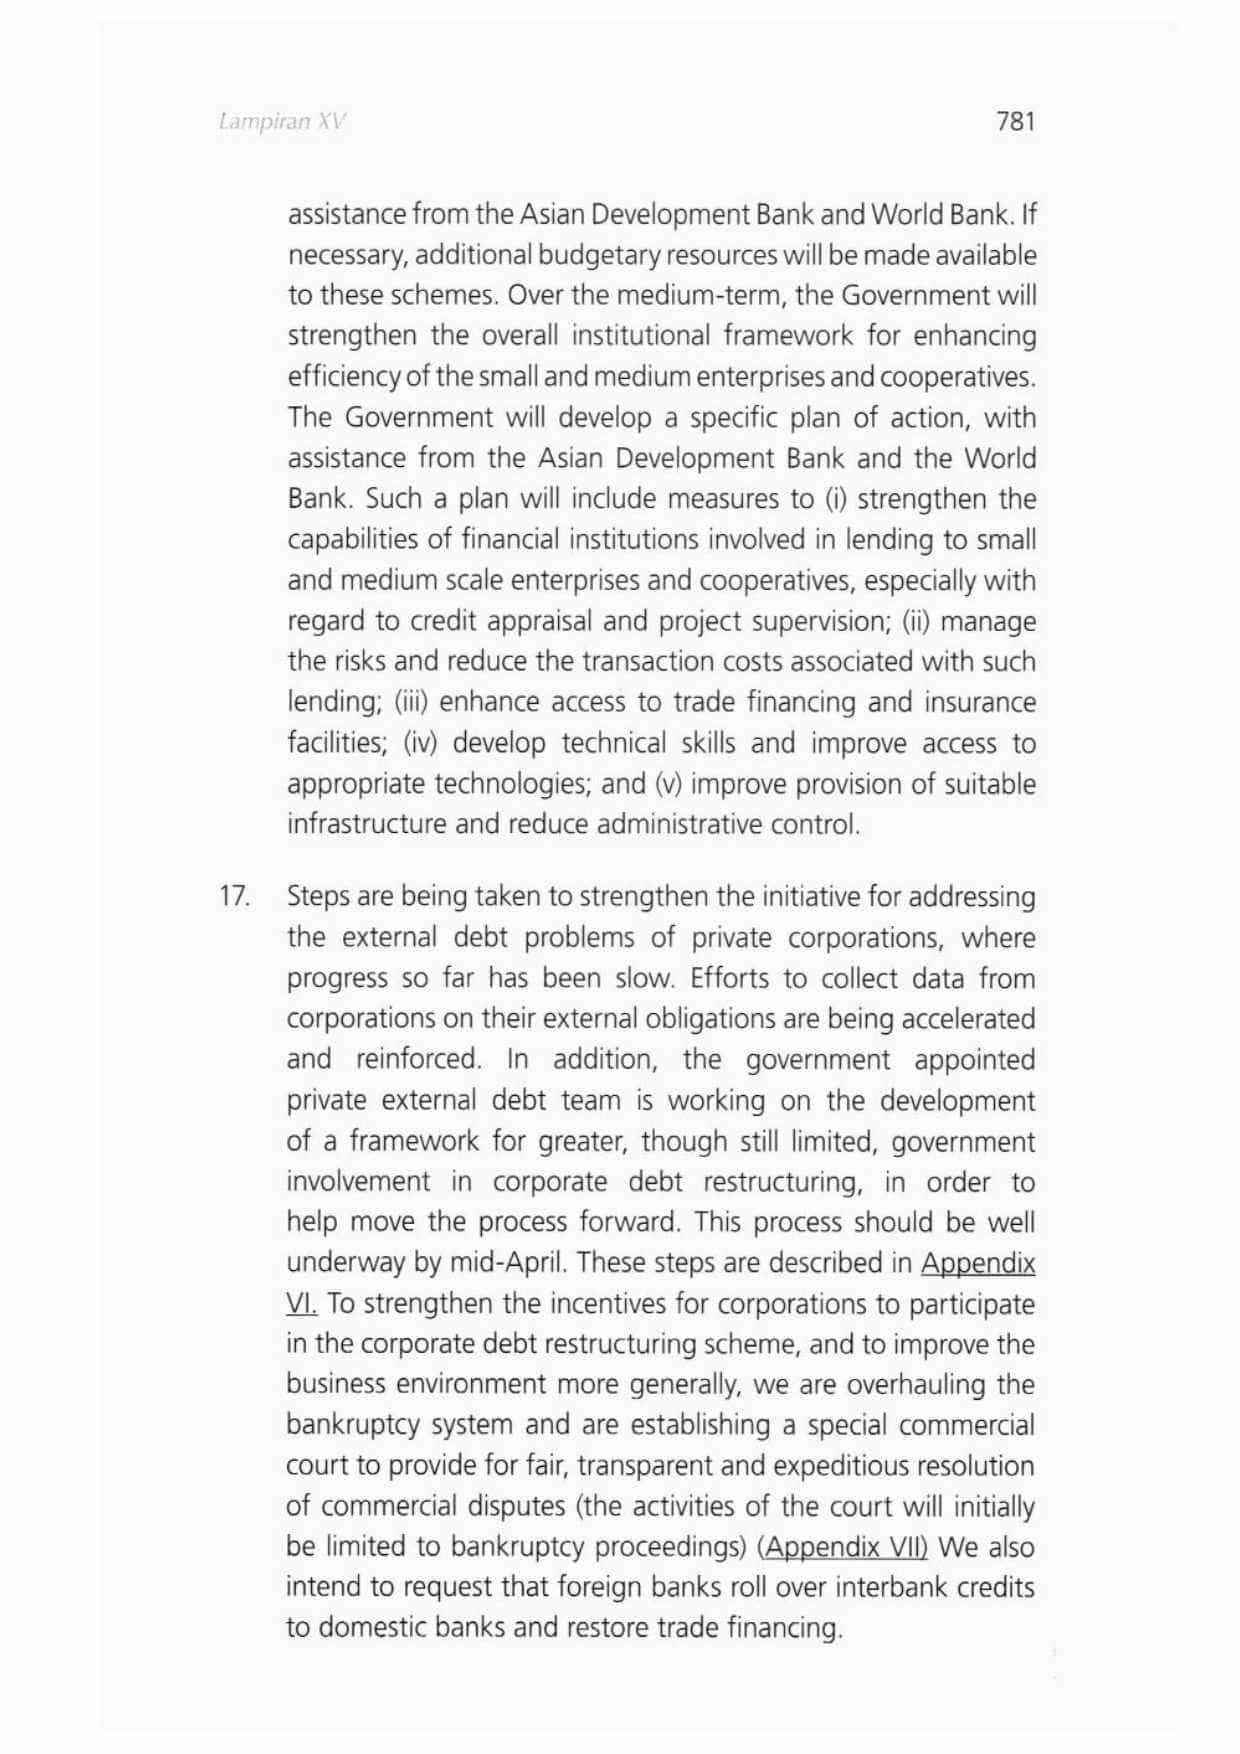 Lampiran XV
781
assistance from the Asian Development Bank and World Bank. If
necessary, additional budgetary resources will be made available
to these schemes. Over the medium-term, the Government will
strengthen the overall institutional framework for enhancing
efficiency of the small and medium enterprises and cooperatives.
The Government will develop a specific plan of action, with
assistance from the Asian Development Bank and the World
Bank. Such a plan will include measures to (i) strengthen the
capabilities of financial institutions involved in lending to small
and medium scale enterprises and cooperatives, especially with
regard to credit appraisal and project supervision; (ii) manage
the risks and reduce the transaction costs associated with such
lending; (iii) enhance access to trade financing and insurance
facilities; (iv) develop technical skills and improve access to
appropriate technologies; and (v) improve provision of suitable
infrastructure and reduce administrative control.
17. Steps are being taken to strengthen the initiative for addressing
the external debt problems of private corporations, where
progress so far has been slow. Efforts to collect data from
corporations on their external obligations are being accelerated
and reinforced. In addition, the government appointed
private external debt team is working on the development
of a framework for greater, though still limited, government
involvement in corporate debt restructuring, in order to
help move the process forward. This process should be well
underway by mid-April. These steps are described in Appendix
VI. To strengthen the incentives for corporations to participate
in the corporate debt restructuring scheme, and to improve the
business environment more generally, we are overhauling the
bankruptcy system and are establishing a special commercial
court to provide for fair, transparent and expeditious resolution
of commercial disputes (the activities of the court will initially
be limited to bankruptcy proceedings) (Appendix VII) We also
intend to request that foreign banks roll over interbank credits
to domestic banks and restore trade financing.